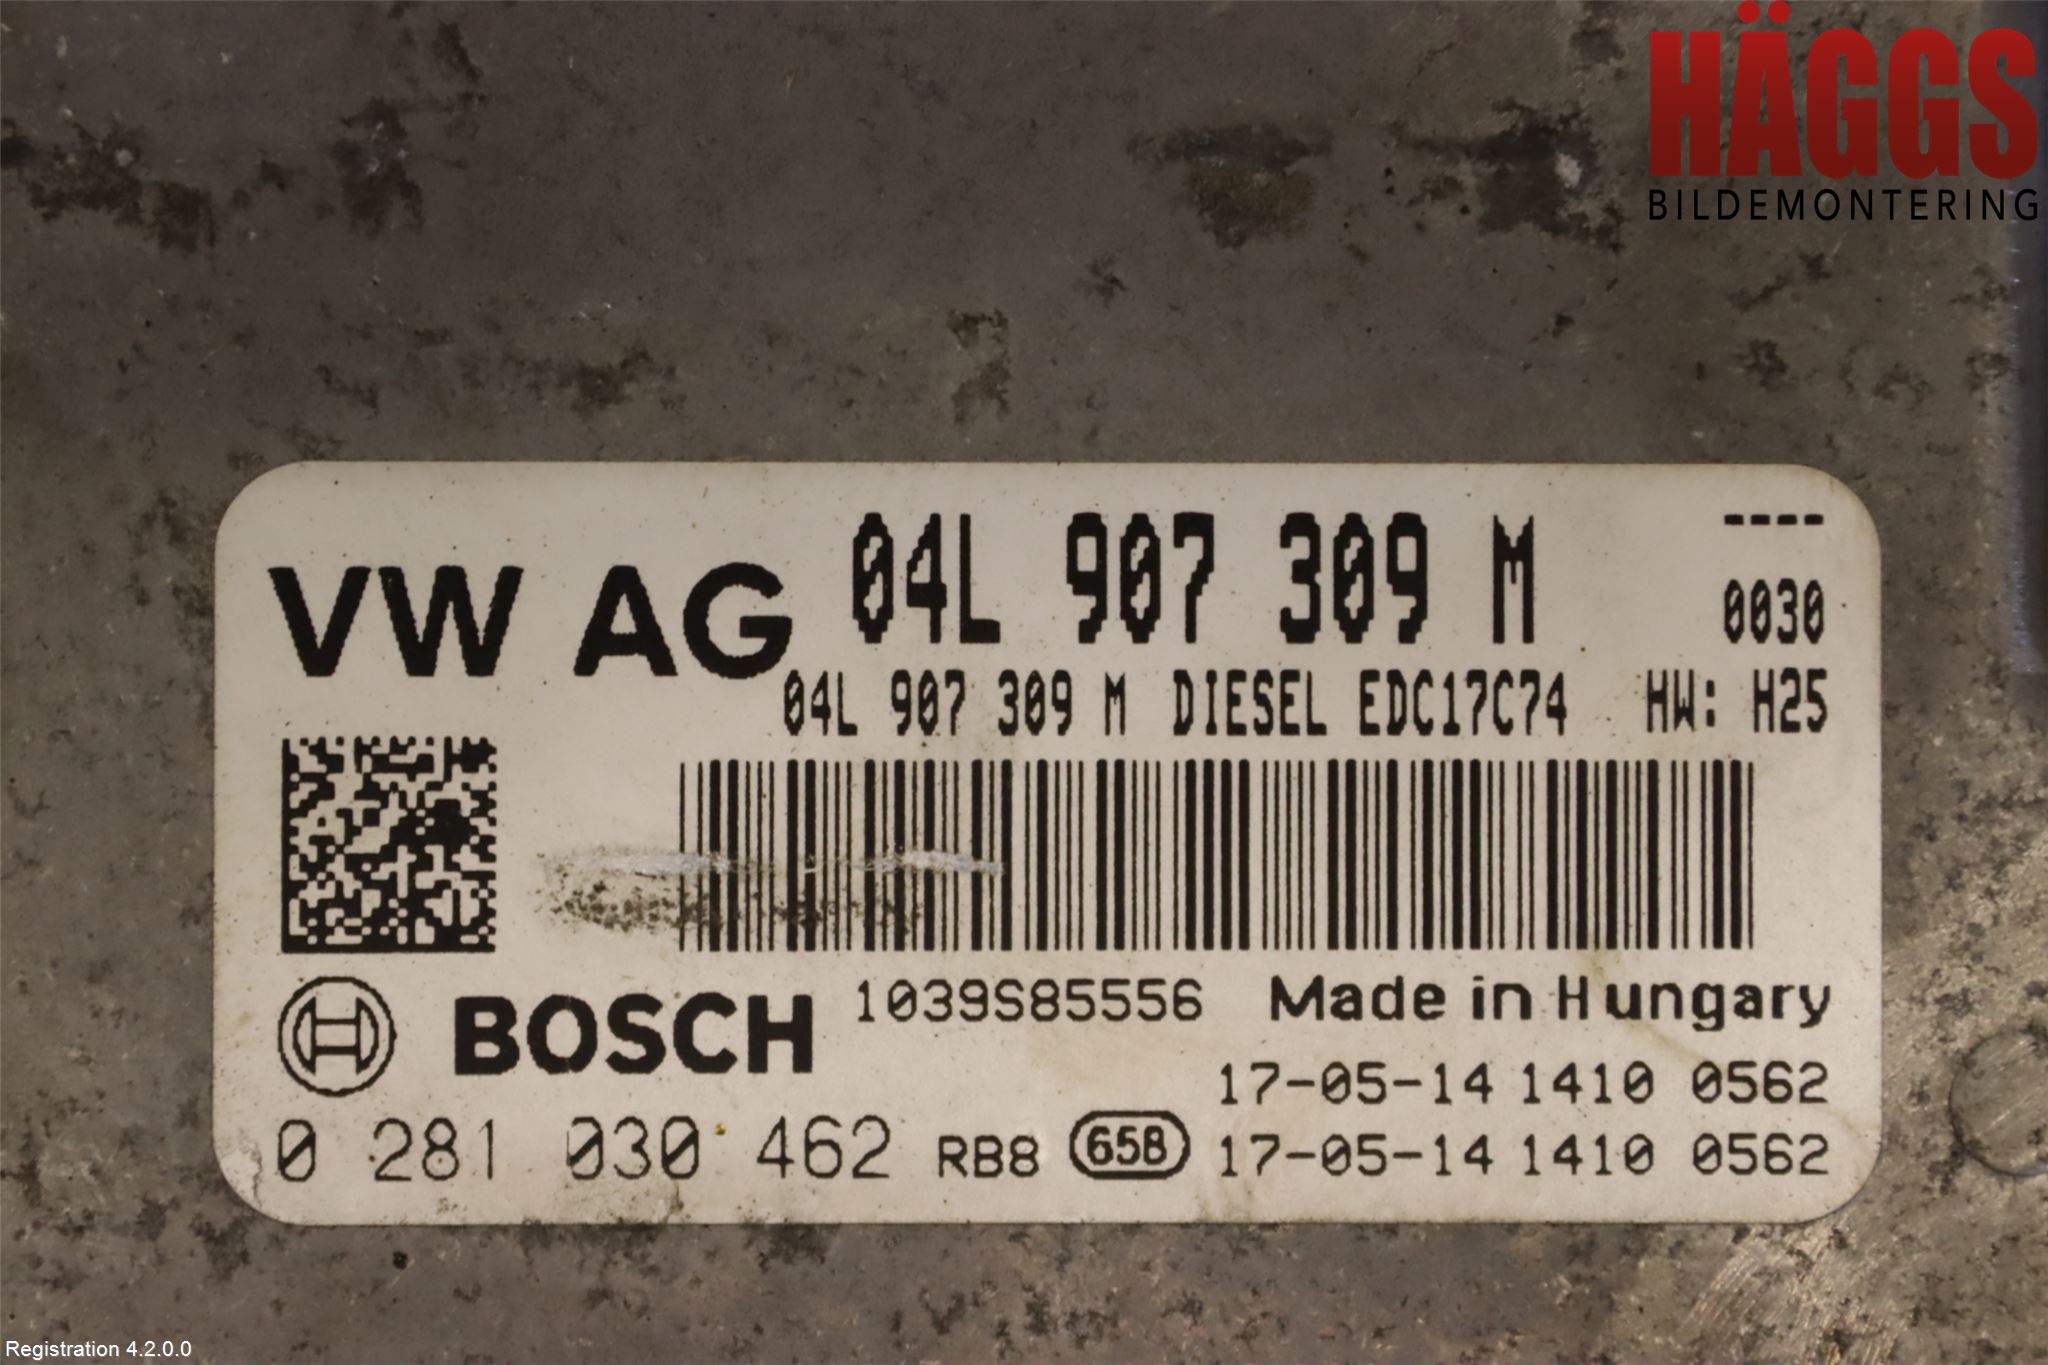 HÄGGS
BILDEMONTERING
VW AG 04L 907 309 M ----
0030
04L 907 309 M DIESEL EDC17C74 HW: H25
BOSCH 1039S85556 Made in Hungary
17-05-14 1410 0562
0 281 030 462 RB8 65B 17-05-14 1410 0562
Registration 4.2.0.0